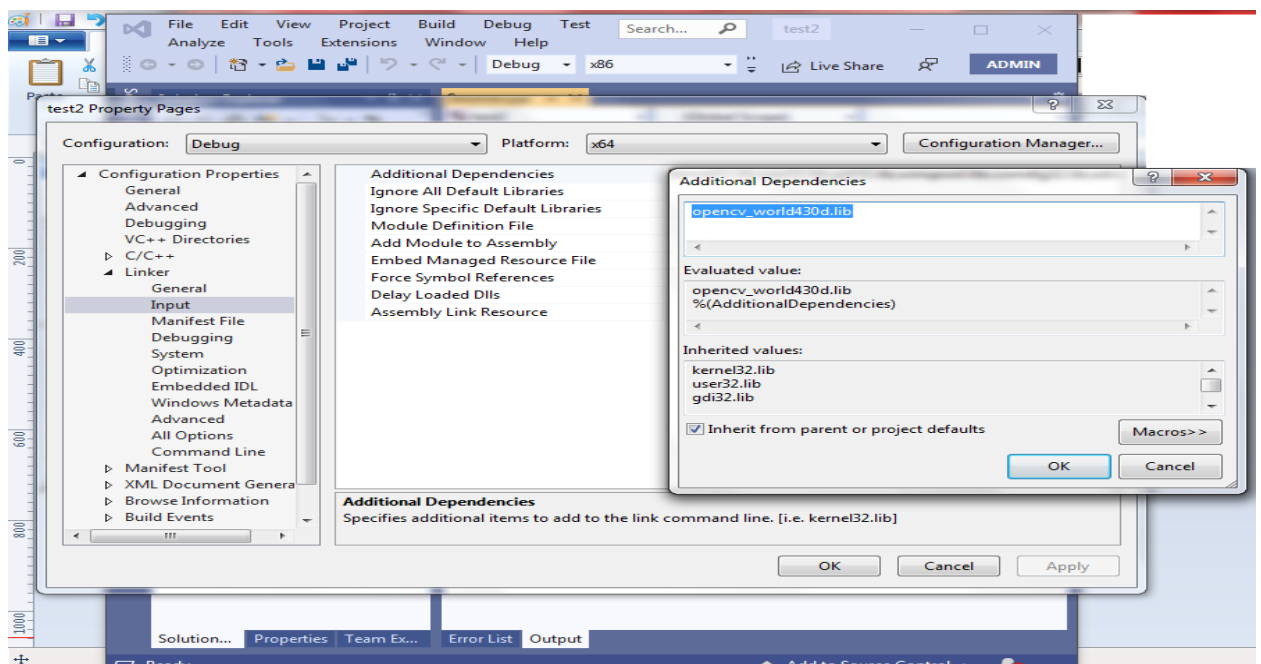 File Edit View Project Build Debug Test
Search...
test2
Analyze Tools Extensions Window Help
Debug x86
Live Share
ADMIN
test2 Property Pages
Configuration: Debug
Platform: x64
Configuration Manager...
Configuration Properties
General
Advanced
Debugging
VC++ Directories
C/C++
Linker
General
Input
Manifest File
Debugging
System
Optimization
Embedded IDL
Windows Metadata
Advanced
All Options
Command Line
Manifest Tool
XML Document Genera
Browse Information
Build Events
Additional Dependencies
Ignore All Default Libraries
Ignore Specific Default Libraries
Module Definition File
Add Module to Assembly
Embed Managed Resource File
Force Symbol References
Delay Loaded Dlls
Assembly Link Resource
Additional Dependencies
Specifies additional items to add to the link command line. [i.e. kernel32.lib]
OK
Cancel
Apply
Additional Dependencies
opencv_world430d.lib
Evaluated value:
opencv_world430d.lib
%(AdditionalDependencies)
Inherited values:
kernel32.lib
user32.lib
gdi32.lib
Inherit from parent or project defaults
Macros>>
OK
Cancel
Solution... Properties Team Ex...
Error List Output
0
200
400
600
800
1000